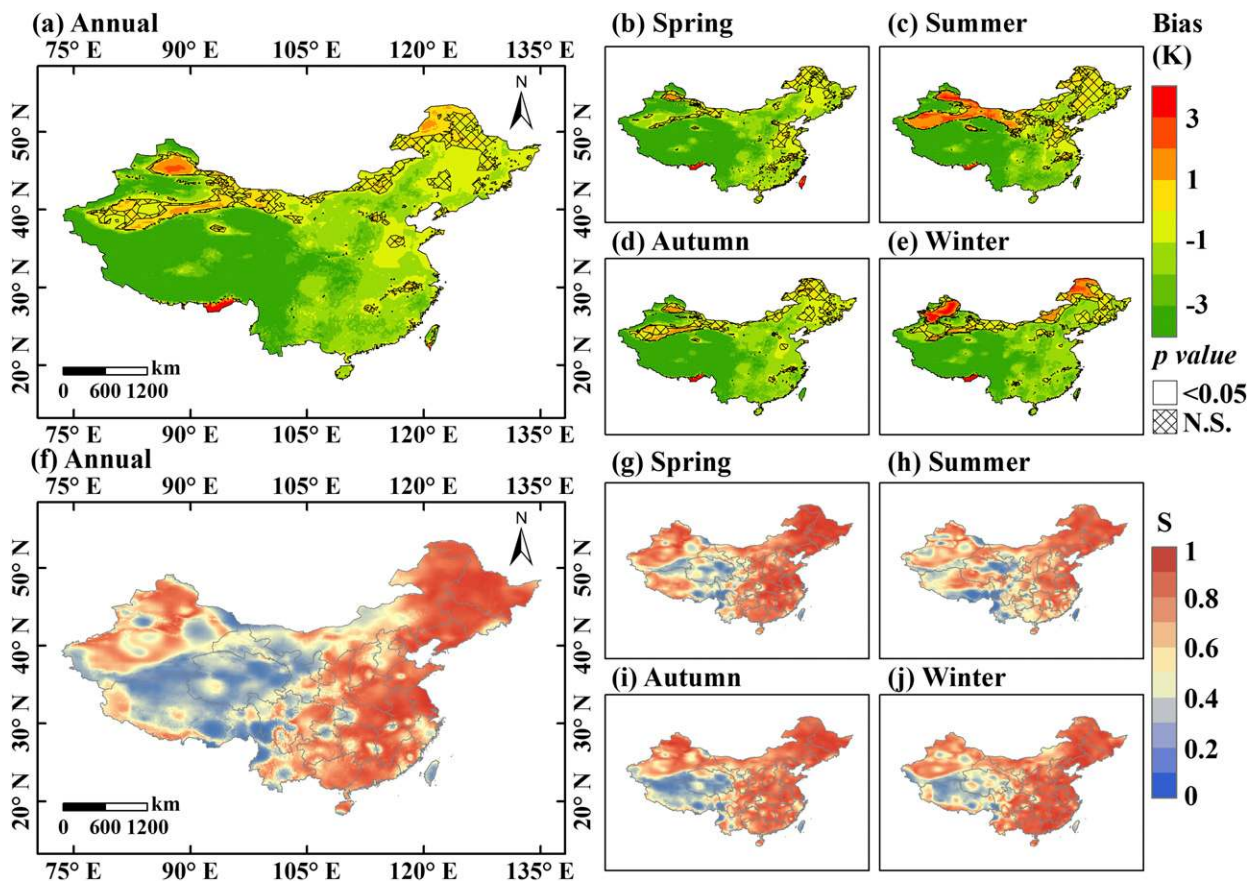 (a) Annual
75° E 90° E 105° E 120° E 135° E
50° N
40° N
30° N
20° N
N
km
0 600 1200
(b) Spring
(c) Summer
(d) Autumn
(e) Winter
Bias
(K)
3
1
-1
-3
p value
<0.05
N.S.
(f) Annual
75° E 90° E 105° E 120° E 135° E
50° N
40° N
30° N
20° N
N
km
0 600 1200
75° E 90° E 105° E 120° E 135° E
(g) Spring
(h) Summer
(i) Autumn
(j) Winter
S
1
0.8
0.6
0.4
0.2
0